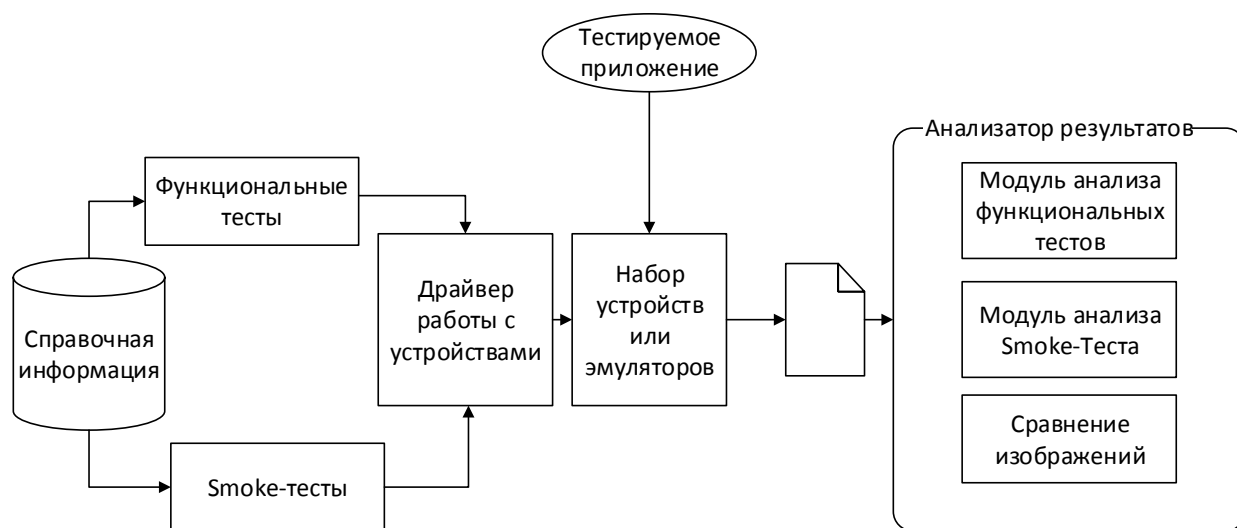 Тестируемое
приложение
Анализатор результатов
Функциональные
тесты
Модуль анализа
функциональных
тестов
Справочная
информация
Драйвер
работы с
устройствами
Набор
устройств
или
эмуляторов
Модуль анализа
Smoke-Теста
Сравнение
изображений
Smoke-тесты